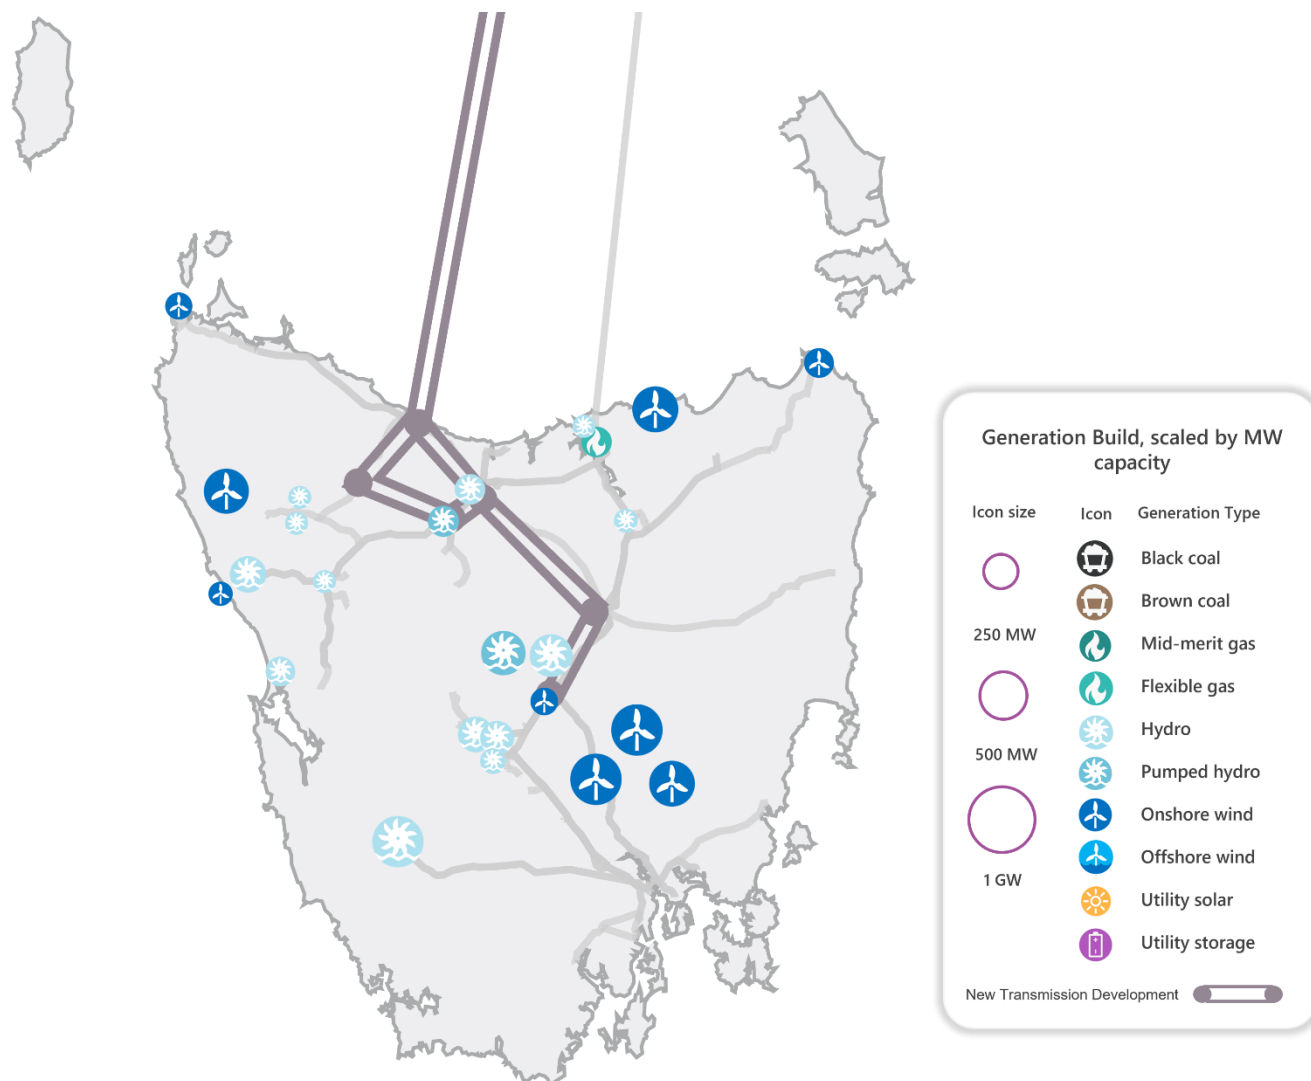 Generation Build, scaled by MW
capacity
Icon size
Icon
Generation Type
250 MW
500 MW
1 GW
Black coal
Brown coal
Mid-merit gas
Flexible gas
Hydro
Pumped hydro
Onshore wind
Offshore wind
Utility solar
Utility storage
New Transmission Development